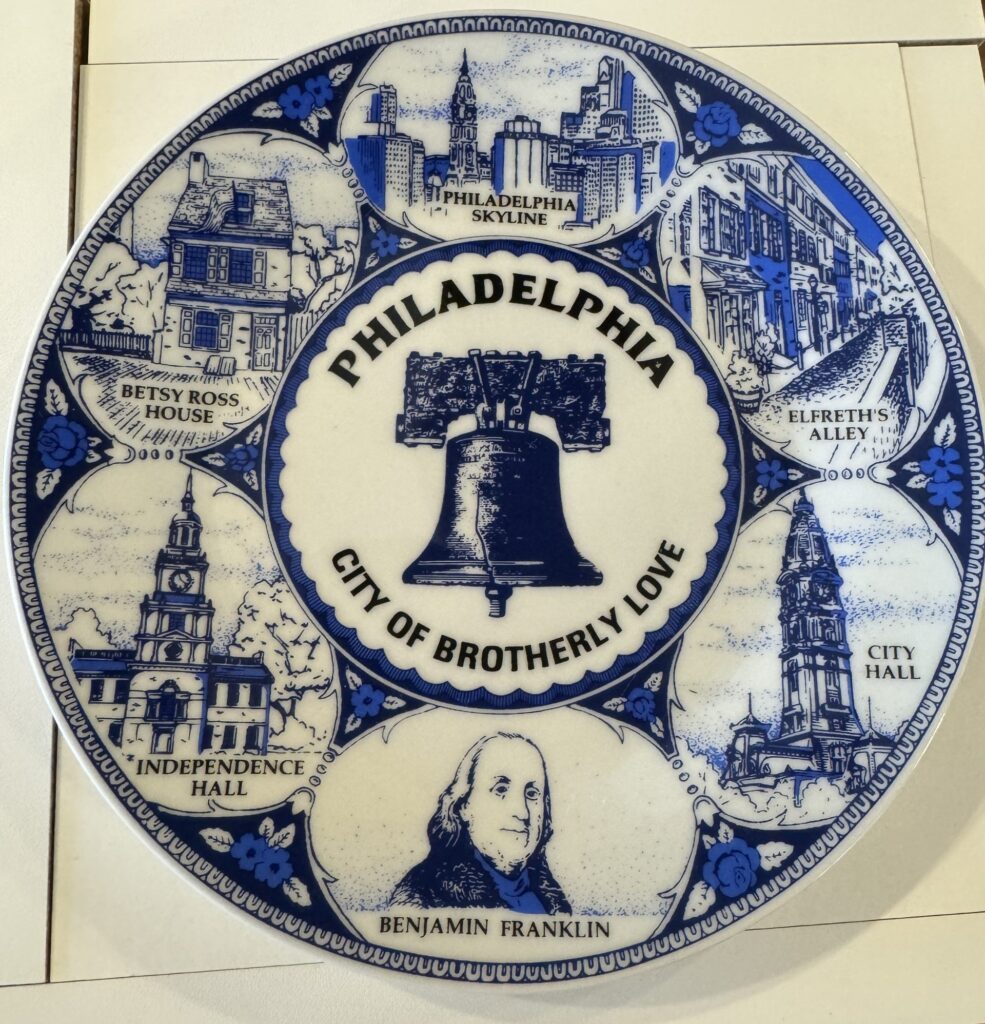 PHILADELPHIA
SKYLINE
BETSY ROSS
HOUSE
ELFRETH'S
ALLEY
PHILADELPHIA
CITY OF BROTHERLY LOVE
INDEPENDENCE
HALL
CITY
HALL
BENJAMIN FRANKLIN